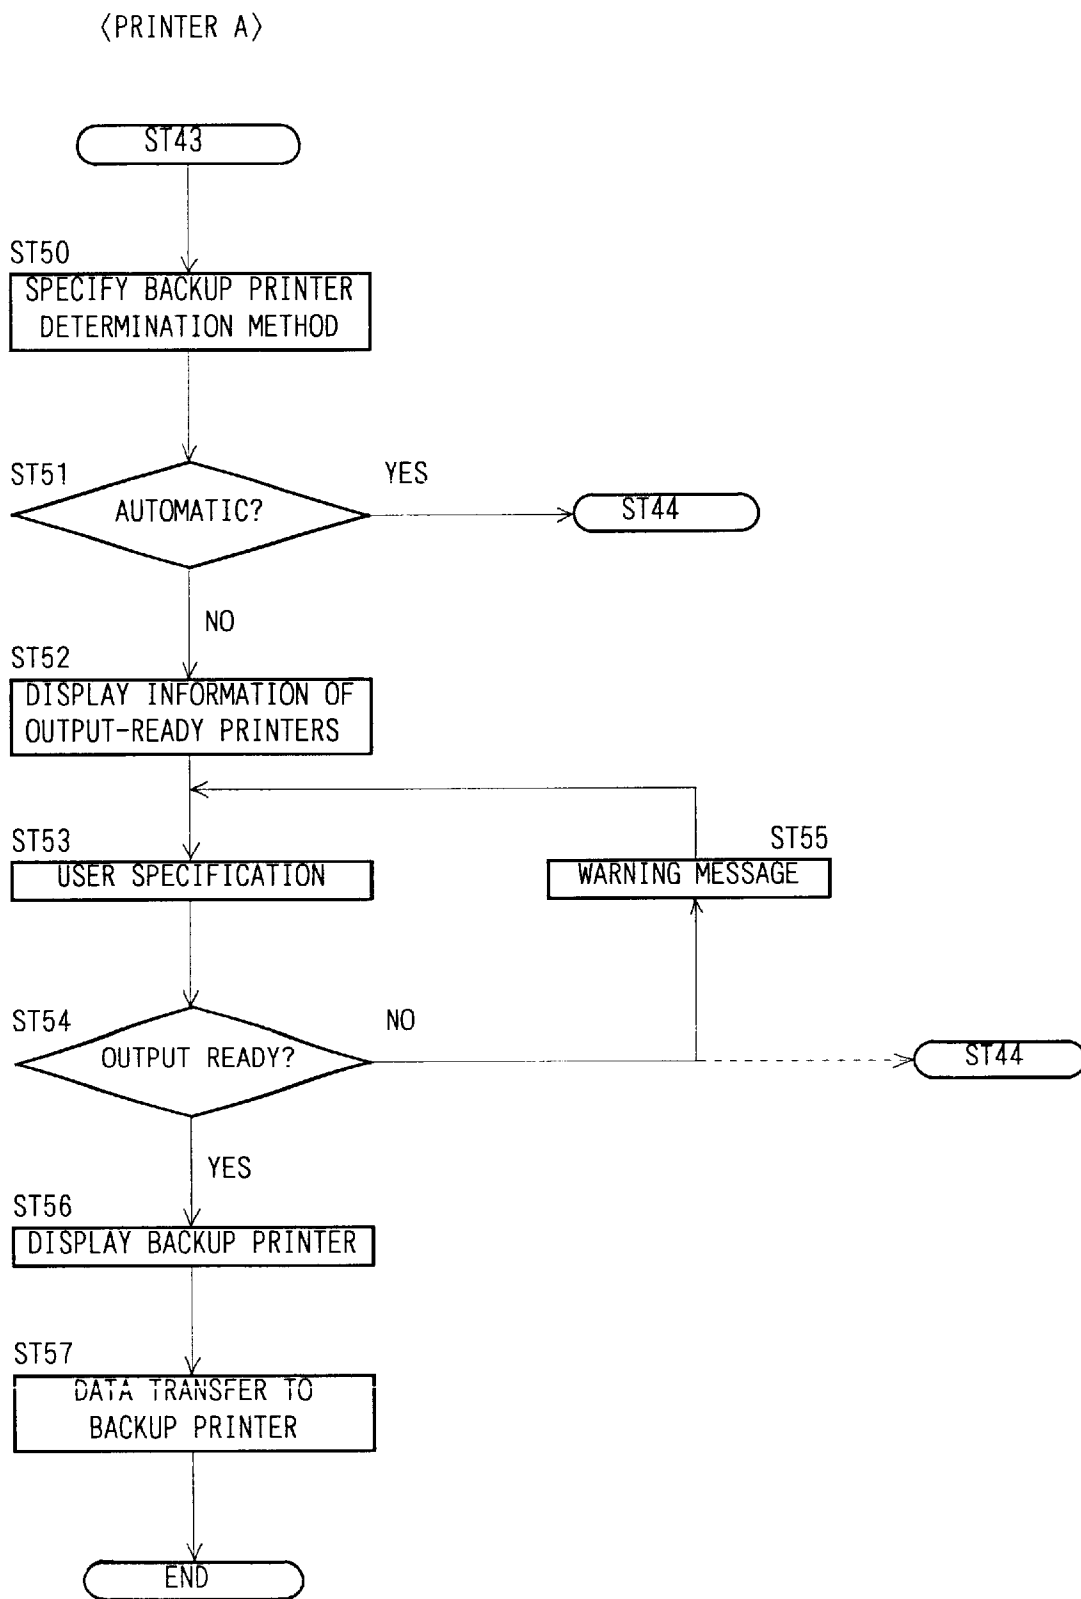 〈PRINTER A〉
ST43
ST50
SPECIFY BACKUP PRINTER
DETERMINATION METHOD
ST51
AUTOMATIC?
YES
ST44
NO
ST52
DISPLAY INFORMATION OF
OUTPUT-READY PRINTERS
ST53
USER SPECIFICATION
ST55
WARNING MESSAGE
ST54
OUTPUT READY?
NO
ST44
YES
ST56
DISPLAY BACKUP PRINTER
ST57
DATA TRANSFER TO
BACKUP PRINTER
END